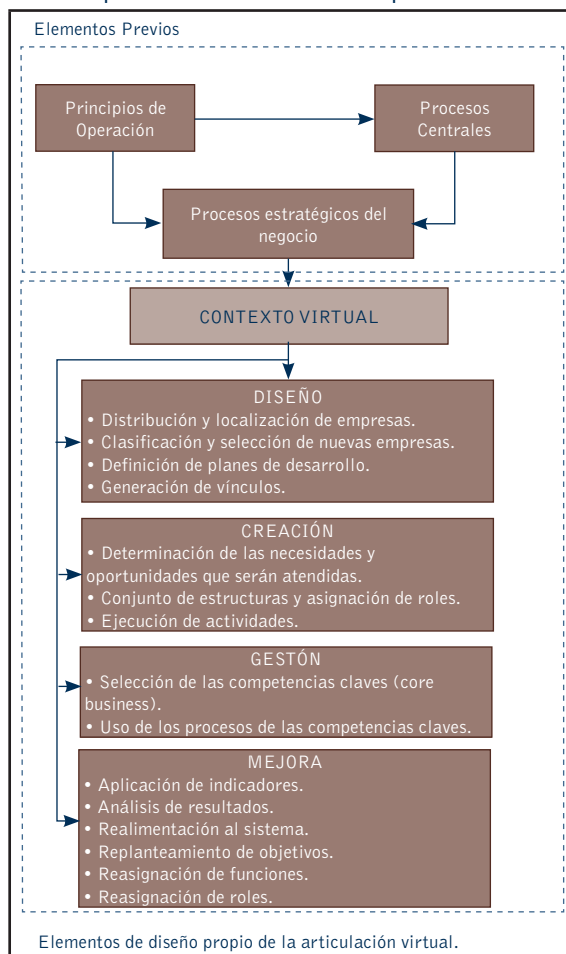 Elementos Previos
Principios de
Operación
Procesos
Centrales
Procesos estratégicos del
negocio
CONTEXTO VIRTUAL
DISEÑO
• Distribución y localización de empresas.
• Clasificación y selección de nuevas empresas.
• Definición de planes de desarrollo.
• Generación de vínculos.
CREACIÓN
• Determinación de las necesidades y
oportunidades que serán atendidas.
• Conjunto de estructuras y asignación de roles.
• Ejecución de actividades.
GESTÓN
• Selección de las competencias claves (core
business).
• Uso de los procesos de las competencias claves.
MEJORA
• Aplicación de indicadores.
• Análisis de resultados.
• Realimentación al sistema.
• Replanteamiento de objetivos.
• Reasignación de funciones.
• Reasignación de roles.
Elementos de diseño propio de la articulación virtual.